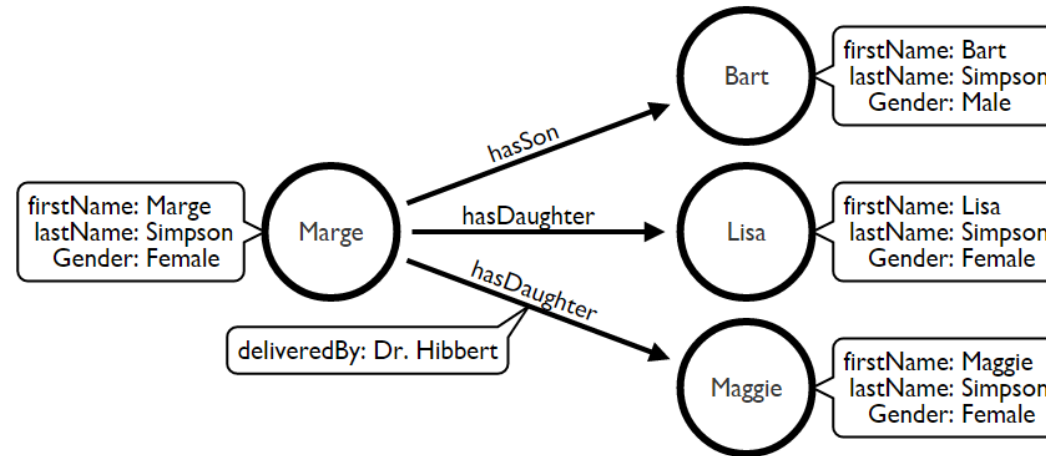 Bart
firstName: Bart
lastName: Simpson
Gender: Male
hasSon
firstName: Marge
lastName: Simpson
Gender: Female
Marge
hasDaughter
Lisa
firstName: Lisa
lastName: Simpson
Gender: Female
hasDaughter
deliveredBy: Dr. Hibbert
Maggie
firstName: Maggie
lastName: Simpson
Gender: Female